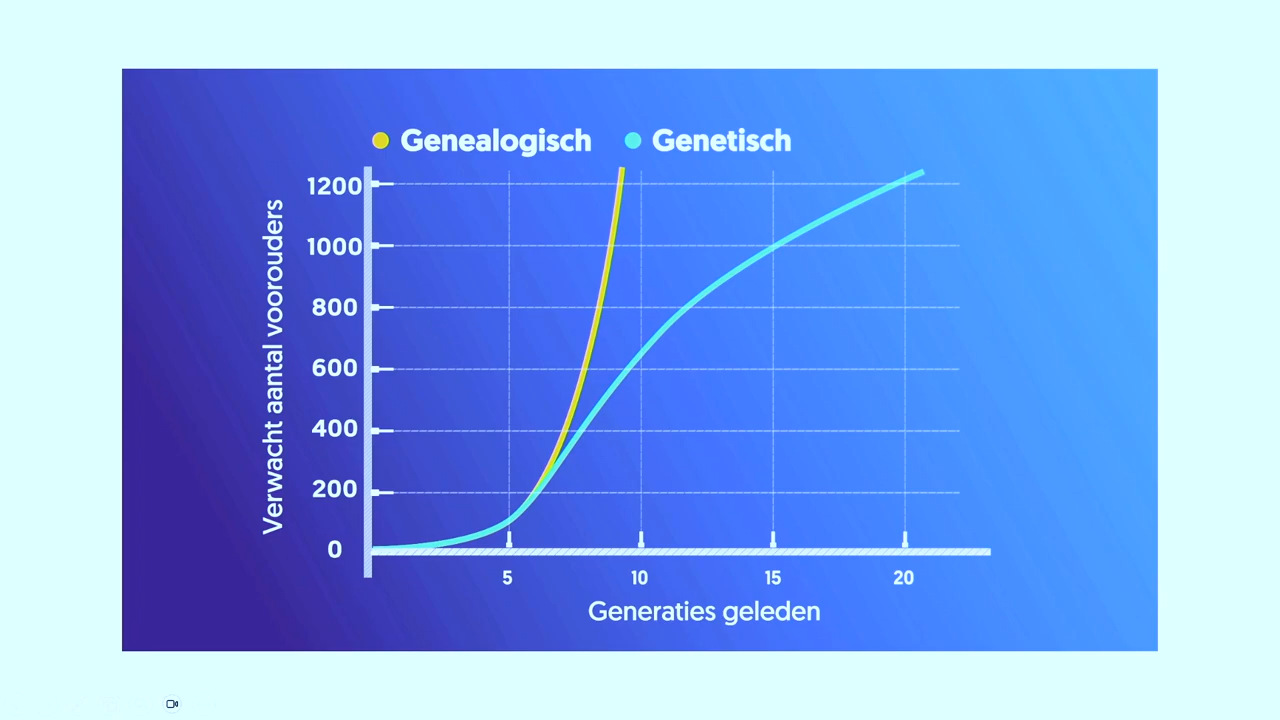 Genealogisch Genetisch
Verwacht aantal voorouders
1200
1000
800
600
400
200
0
5 10 15 20
Generaties geleden